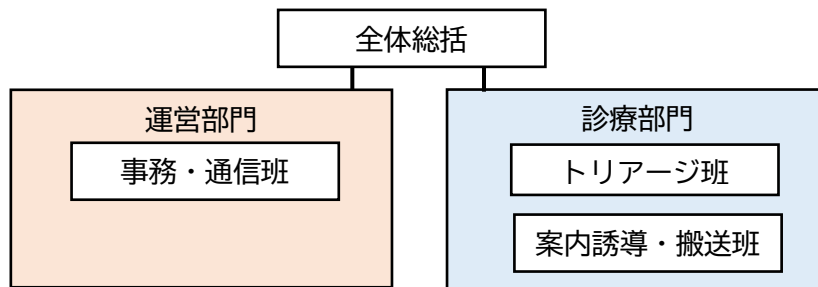 全体総括
運営部門
事務・通信班
診療部門
トリアージ班
案内誘導・搬送班